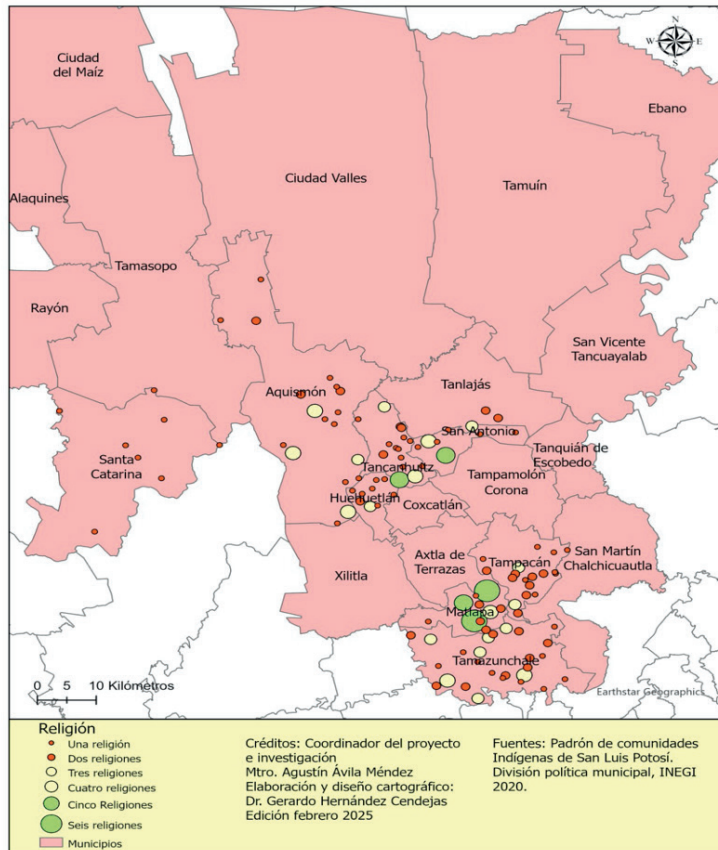 N
W
E
S
Ciudad
del Maíz
Ebano
Ciudad Valles
Tamuín
Alaquines
Tamasopo
Rayón
San Vicente
Tancuayalab
Aquismón
Tanlajás
San Antonio
Santa
Catarina
Tancanhuitz
Tanquián de
Escobedo
Tampamolón
Corona
Huehuetlán
Coxcatlán
Axtla de
Terrazas
Tampacán
San Martín
Chalchicuautla
Xilitla
Matlapa
Tamazunchale
0 5 10 Kilómetros
Earthstar Geographics
Religión
Una religión
Dos religiones
Tres religiones
Cuatro religiones
Cinco Religiones
Seis religiones
Municipios
Créditos: Coordinador del proyecto
e investigación
Mtro. Agustín Ávila Méndez
Elaboración y diseño cartográfico:
Dr. Gerardo Hernández Cendejas
Edición febrero 2025
Fuentes: Padrón de comunidades
Indígenas de San Luis Potosí.
División política municipal, INEGI
2020.